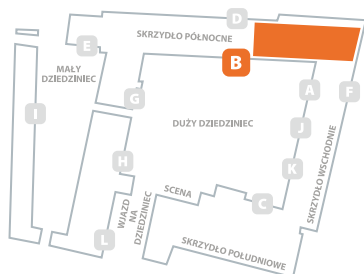 D
SKRZYDŁO PÓŁNOCNE
E
B
MAŁY
DZIEDZINIEC
A
F
G
I
DUŻY DZIEDZINIEC
J
H
K
SCENA
C
WJAZD
NA
DZIEDZINIEC
SKRZYDŁO WSCHODNIE
L
SKRZYDŁO POŁUDNIOWE